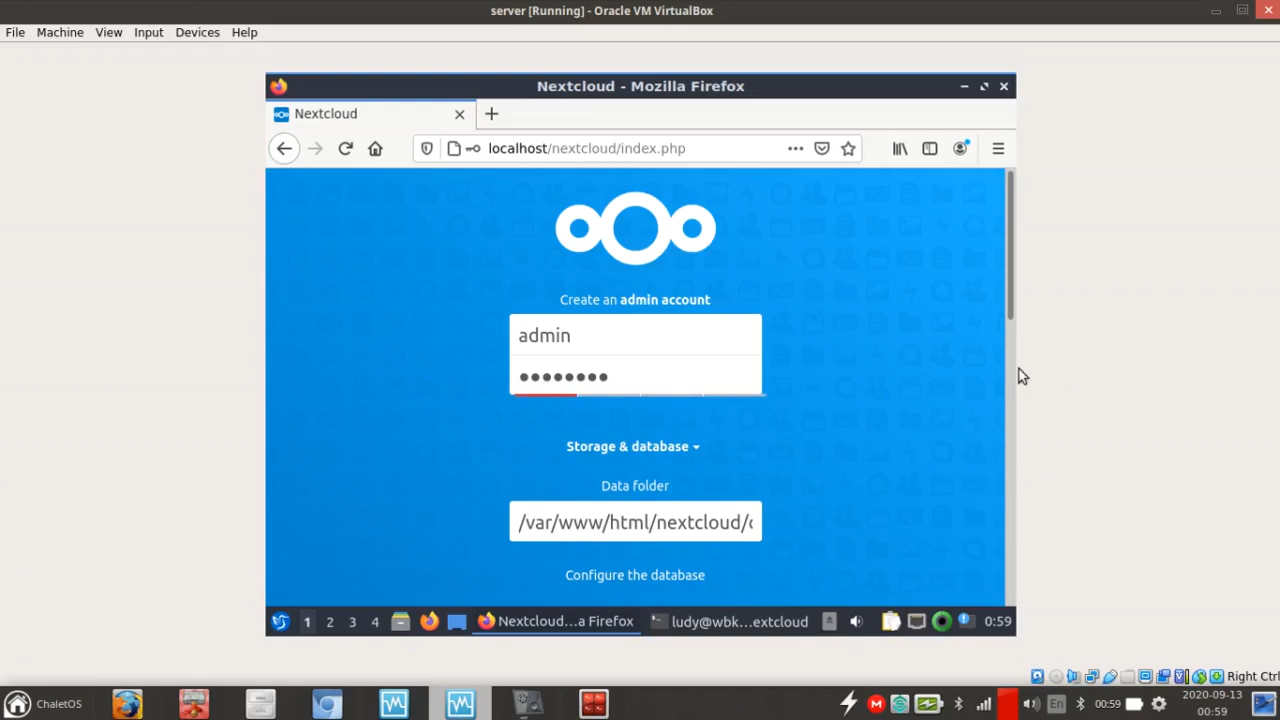 server [Running] - Oracle VM VirtualBox
File Machine View Input Devices Help
Nextcloud - Mozilla Firefox
Nextcloud
localhost/nextcloud/index.php
Create an admin account
admin
Storage & database
Data folder
/var/www/html/nextcloud/
Configure the database
1 2 3 4 Nextcloud...a Firefox ludy@wbk...extcloud 0:59
Right Ctrl
ChaletOS En 00:59 2020-09-13
00:59